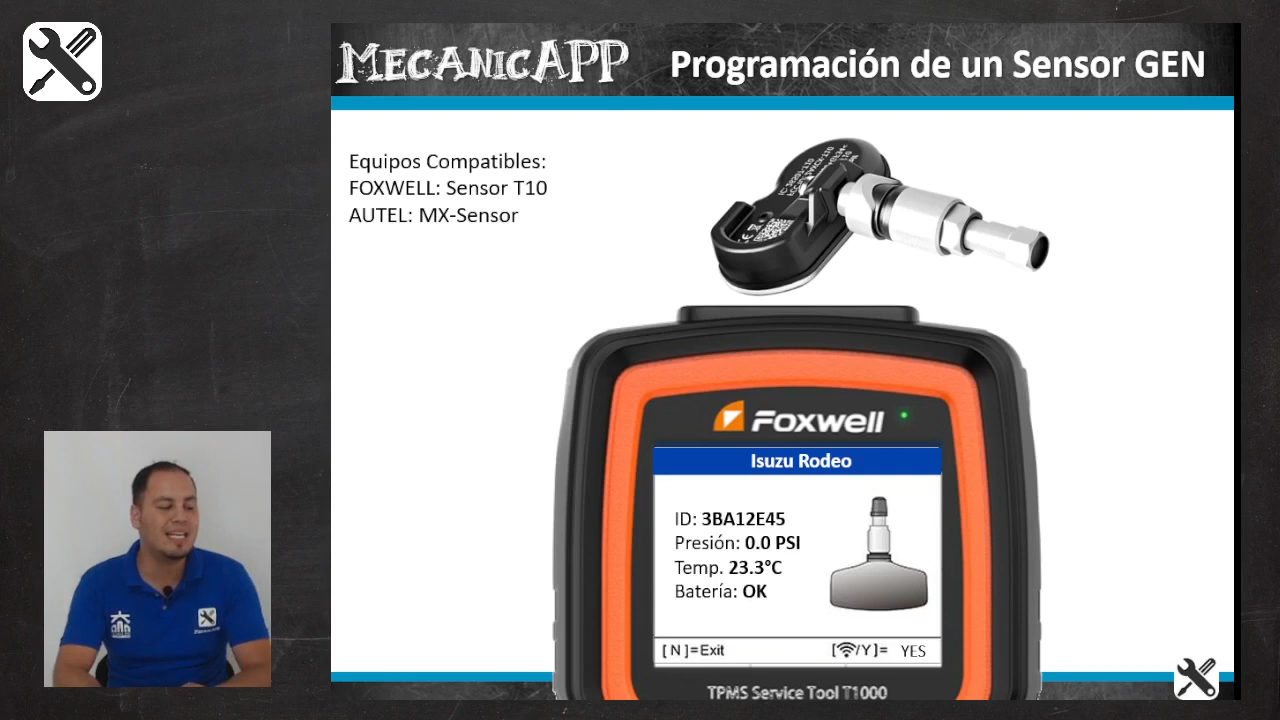 MECANICAPP
Programación de un Sensor GEN
Equipos Compatibles:
FOXWELL: Sensor T10
AUTEL: MX-Sensor
FOXWELL
Isuzu Rodeo
ID: 3BA12E45
Presión: 0.0 PSI
Temp. 23.3°C
Batería: OK
[ N ]=Exit
[ /Y ]= YES
TPMS Service Tool T1000